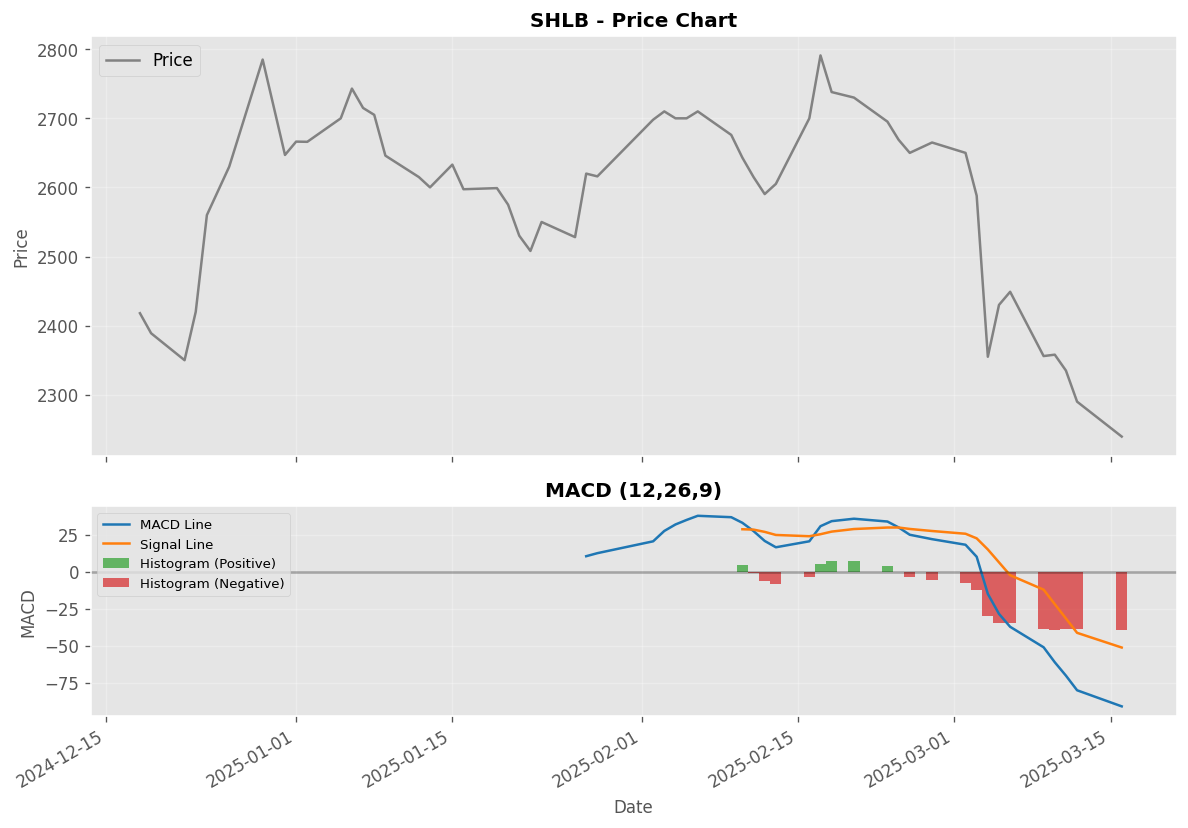 SHLB - Price Chart
Price
2800
2700
2600
2500
2400
2300
Price
MACD (12,26,9)
MACD Line
Signal Line
Histogram (Positive)
Histogram (Negative)
25
0
−25
−50
−75
MACD
2024-12-15
2025-01-01
2025-01-15
2025-02-01
2025-02-15
2025-03-01
2025-03-15
Date